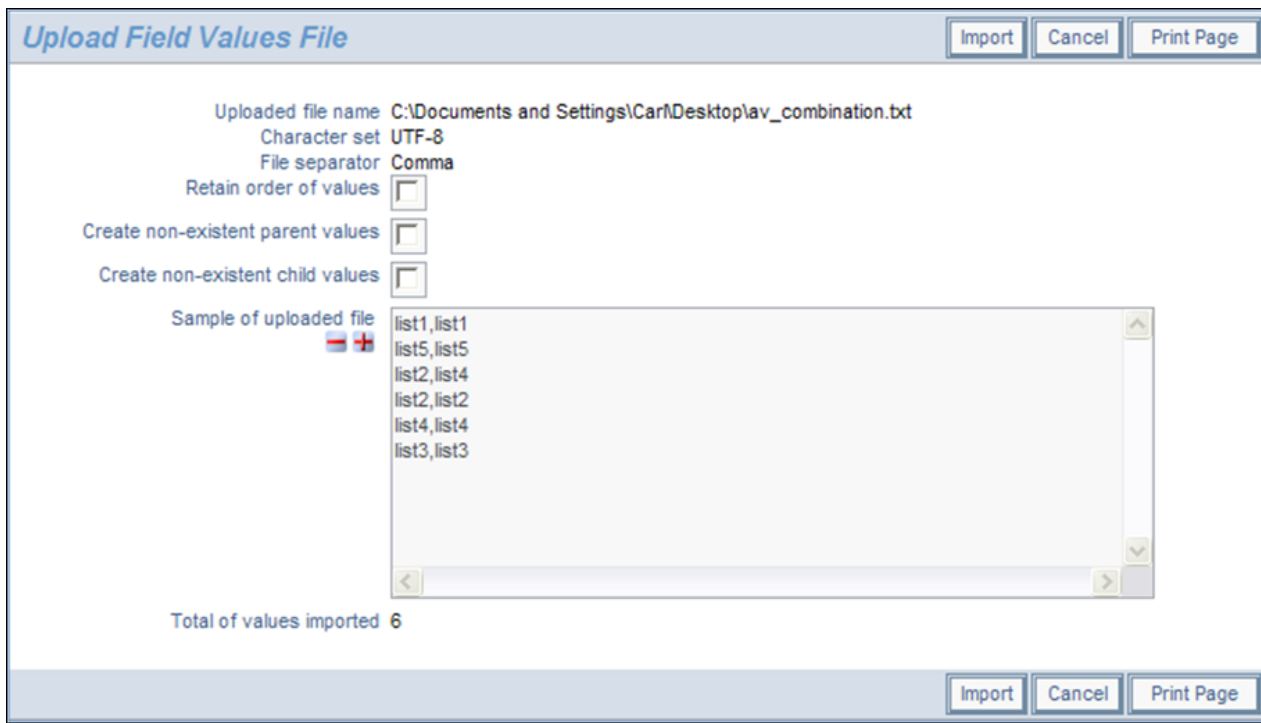 Upload Field Values File
Import Cancel Print Page
Uploaded file name C:\Documents and Settings\Carl\Desktop\av_combination.txt
Character set UTF-8
File separator Comma
Retain order of values
Create non-existent parent values
Create non-existent child values
Sample of uploaded file
list1,list1
list5,list5
list2,list4
list2,list2
list4,list4
list3,list3
Total of values imported 6
Import Cancel Print Page